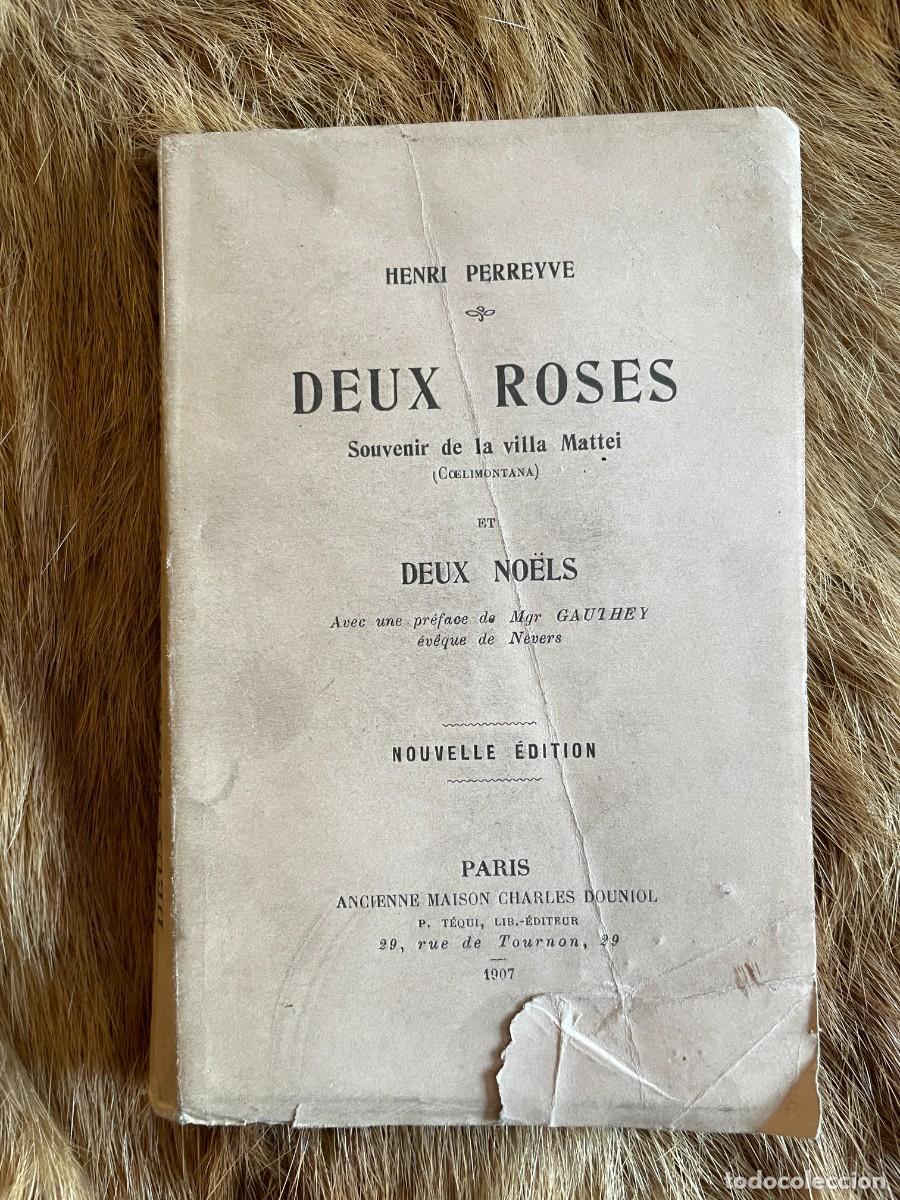 HENRI PERREYVE
DEUX ROSES
Souvenir de la villa Mattei
(CŒLIMONTANA)
ET
DEUX NOËLS
Avec une préface de Mgr GAUTHEY
évêque de Nevers
NOUVELLE ÉDITION
PARIS
ANCIENNE MAISON CHARLES DOUNIOL
P. TÉQUI, LIB.-ÉDITEUR
29, rue de Tournon, 29
1907
todocoleccion